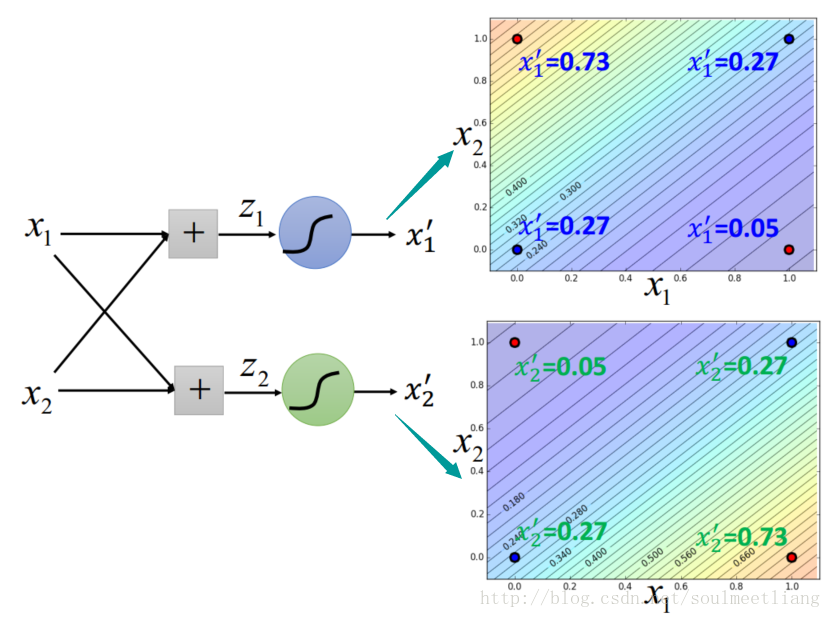 x₁
x₂
+
+
z₁
z₂
x₁′
x₂′
x₂
1.0
0.8
0.6
0.4
0.2
0.0
x₁′=0.73
x₁′=0.27
0.400
0.300
0.320
0.240
x₁′=0.27
x₁′=0.05
0.0
0.2
0.4
0.6
0.8
1.0
x₁
x₂
1.0
0.8
0.6
0.4
0.2
0.0
x₂′=0.05
x₂′=0.27
0.180
0.280
0.240
0.340
0.400
0.500
0.560
0.660
x₂′=0.27
x₂′=0.73
0.0
0.2
0.4
0.6
0.8
1.0
x₁
http://blog.csdn.net/soulmeetliang